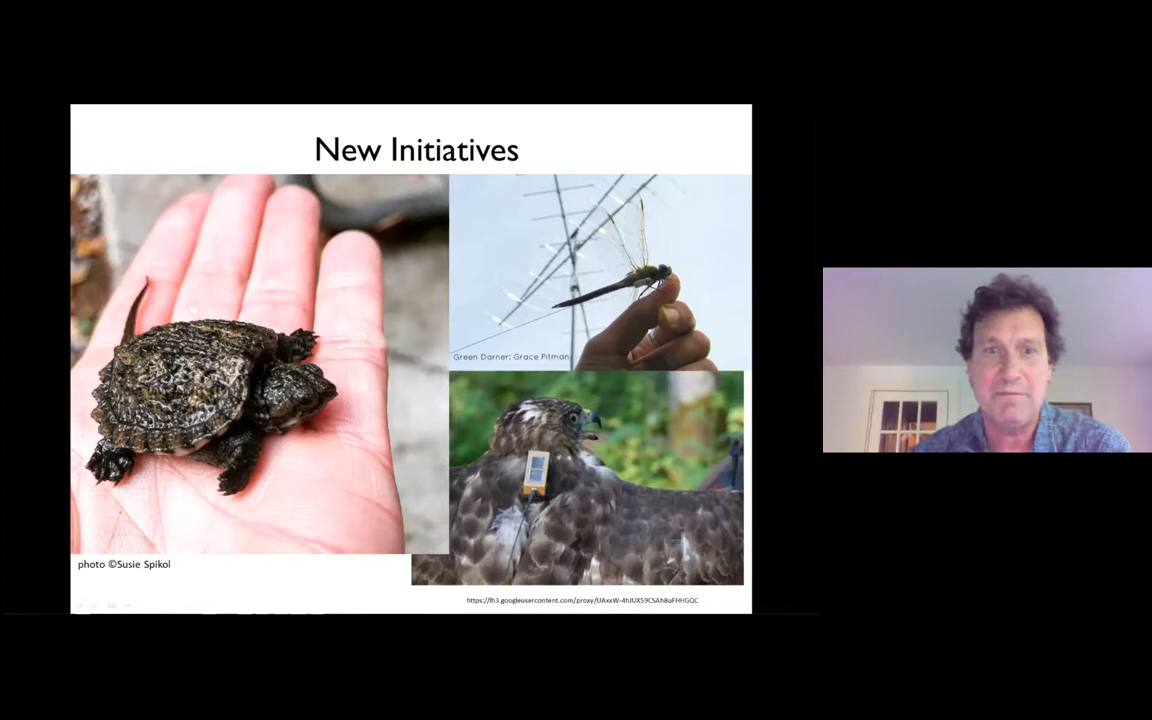 New Initiatives
Green Darner: Grace Pitman
photo ©Susie Spikol